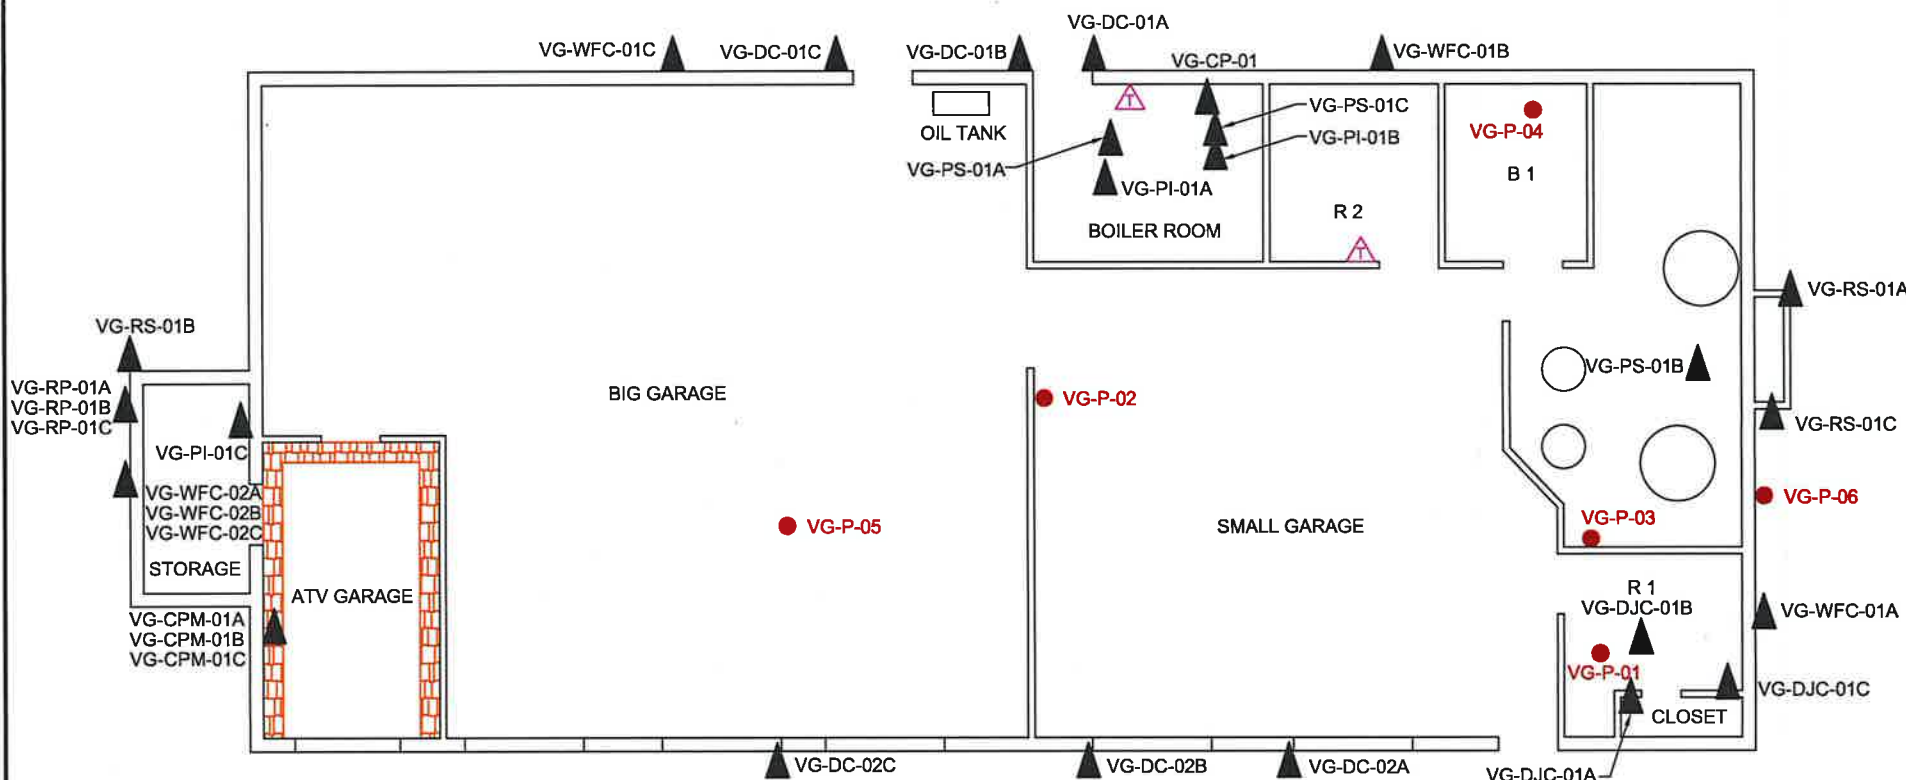 VG-DC-01A
VG-WFC-01C
VG-DC-01C
VG-DC-01B
VG-WFC-01B
VG-CP-01
T
VG-PS-01C
OIL TANK
VG-P-04
VG-PI-01B
VG-PS-01A
VG-PI-01A
B 1
R 2
BOILER ROOM
T
VG-RS-01A
VG-RS-01B
VG-PS-01B
VG-RP-01A
VG-RP-01B
VG-RP-01C
BIG GARAGE
VG-P-02
VG-RS-01C
VG-PI-01C
VG-WFC-02A
VG-WFC-02B
VG-WFC-02C
VG-P-06
VG-P-03
VG-P-05
SMALL GARAGE
STORAGE
ATV GARAGE
R 1
VG-DJC-01B
VG-WFC-01A
VG-CPM-01A
VG-CPM-01B
VG-CPM-01C
VG-P-01
VG-DJC-01C
CLOSET
VG-DC-02C
VG-DC-02B
VG-DC-02A
VG-DJC-01A